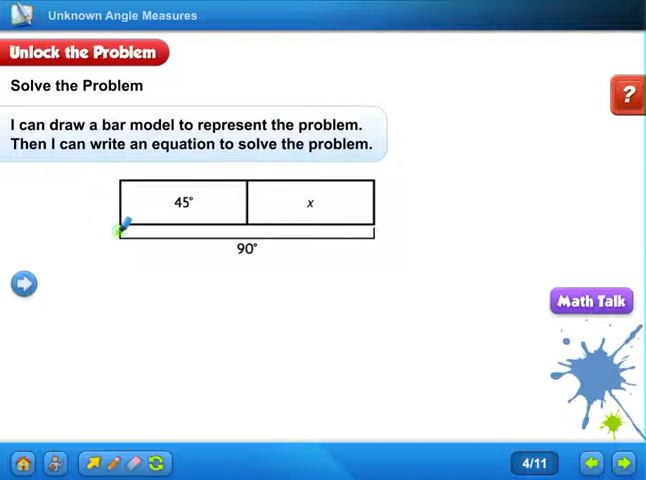 Unknown Angle Measures
Unlock the Problem
Solve the Problem
?
I can draw a bar model to represent the problem.
Then I can write an equation to solve the problem.
45° x
90°
Math Talk
4/11